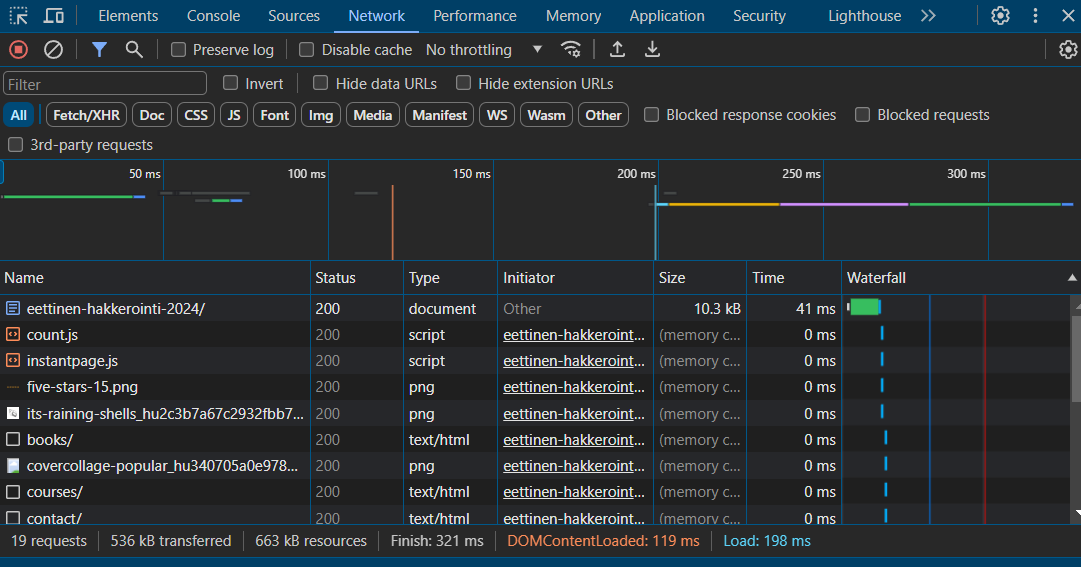 Elements Console Sources Network Performance Memory Application Security Lighthouse
Preserve log Disable cache No throttling
Filter Invert Hide data URLs Hide extension URLs
All Fetch/XHR Doc CSS JS Font Img Media Manifest WS Wasm Other Blocked response cookies Blocked requests
3rd-party requests
50 ms 100 ms 150 ms 200 ms 250 ms 300 ms
Name Status Type Initiator Size Time Waterfall
eettinen-hakkerointi-2024/ 200 document Other 10.3 kB 41 ms
count.js 200 script eettinen-hakkeroint... (memory c... 0 ms
instantpage.js 200 script eettinen-hakkeroint... (memory c... 0 ms
five-stars-15.png 200 png eettinen-hakkeroint... (memory c... 0 ms
its-raining-shells_hu2c3b7a67c2932fbb7... 200 png eettinen-hakkeroint... (memory c... 0 ms
books/ 200 text/html eettinen-hakkeroint... (memory c... 0 ms
covercollage-popular_hu340705a0e978... 200 png eettinen-hakkeroint... (memory c... 0 ms
courses/ 200 text/html eettinen-hakkeroint... (memory c... 0 ms
contact/ 200 text/html eettinen-hakkeroint... (memory c... 0 ms
19 requests 536 kB transferred 663 kB resources Finish: 321 ms DOMContentLoaded: 119 ms Load: 198 ms